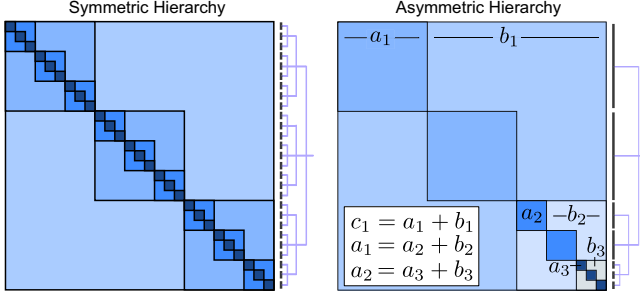 Symmetric Hierarchy
Asymmetric Hierarchy
a₁
b₁
a₂
b₂
b₃
a₃
c₁ = a₁ + b₁
a₁ = a₂ + b₂
a₂ = a₃ + b₃